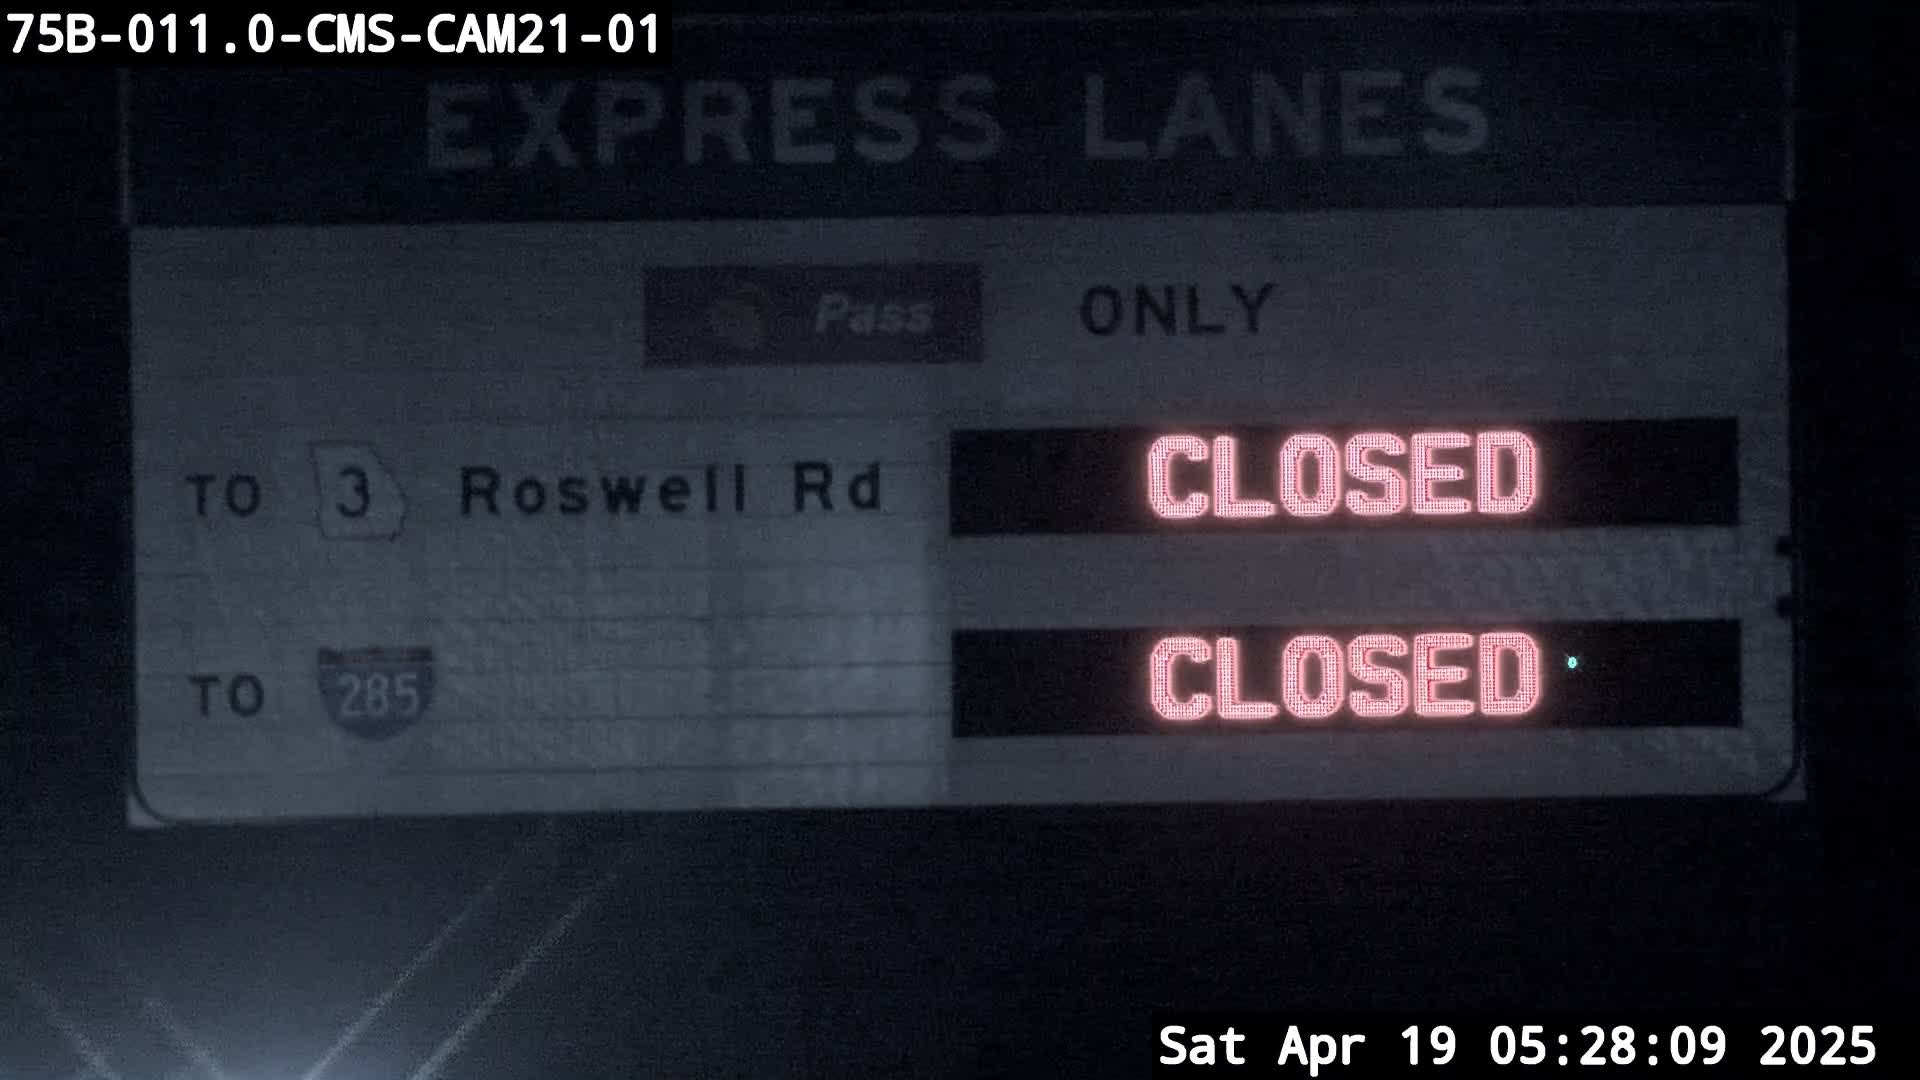 75B-011.0-CMS-CAM21-01
EXPRESS LANES
Pass ONLY
TO 3 Roswell Rd CLOSED
TO 285 CLOSED
Sat Apr 19 05:28:09 2025